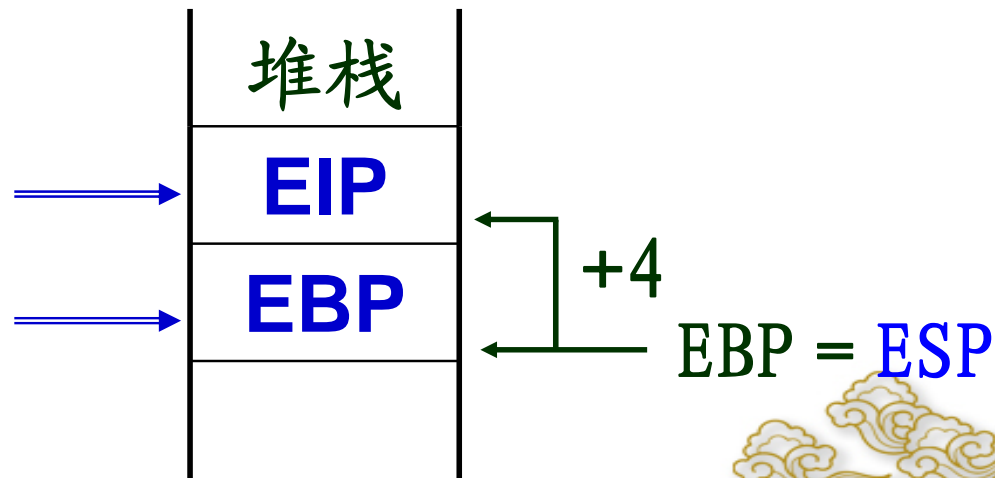 堆栈
EIP
EBP
+4
EBP = ESP